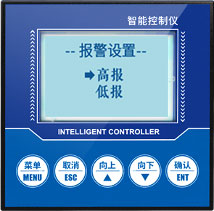 智能控制仪
-- 报警设置 --
➡高报
低报
INTELLIGENT CONTROLLER
菜单 取消 向上 向下 确认
MENU ESC ▲ ▼ ENT